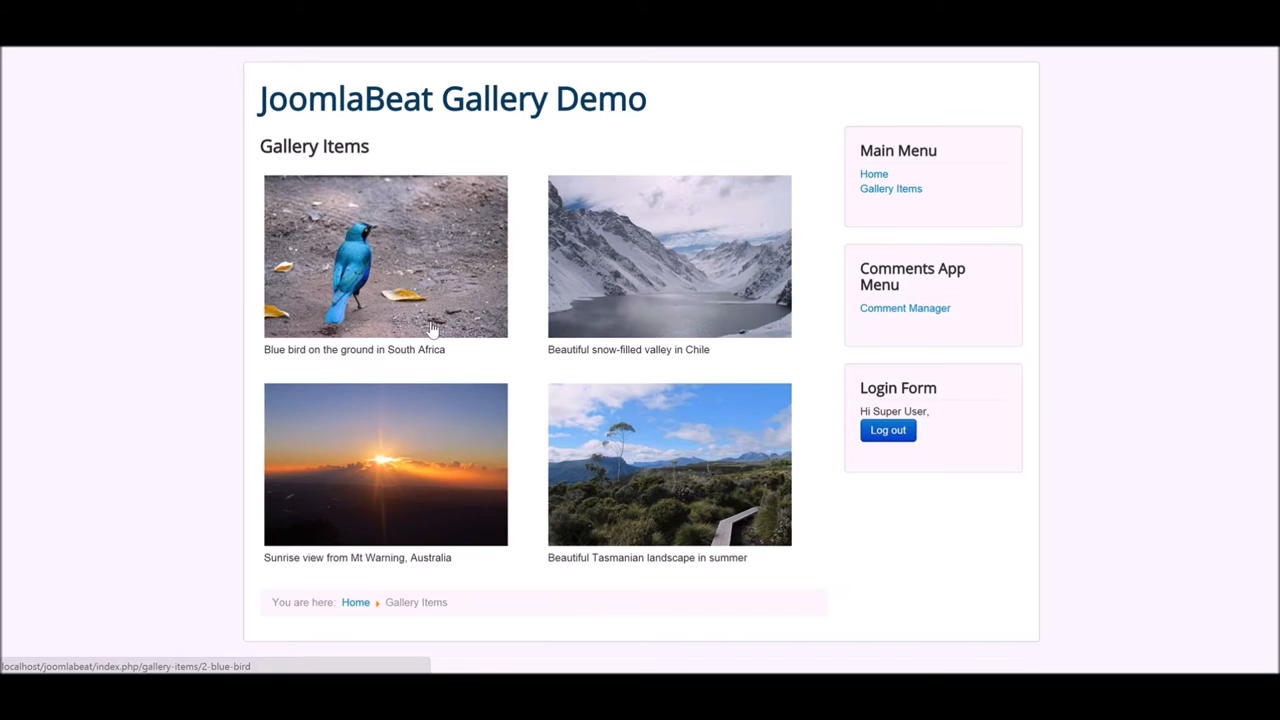 JoomlaBeat Gallery Demo
Gallery Items
Blue bird on the ground in South Africa
Beautiful snow-filled valley in Chile
Sunrise view from Mt Warning, Australia
Beautiful Tasmanian landscape in summer
You are here: Home Gallery Items
Main Menu
Home
Gallery Items
Comments App
Menu
Comment Manager
Login Form
Hi Super User,
Log out
localhost/joomlabeat/index.php/gallery-items/2-blue-bird